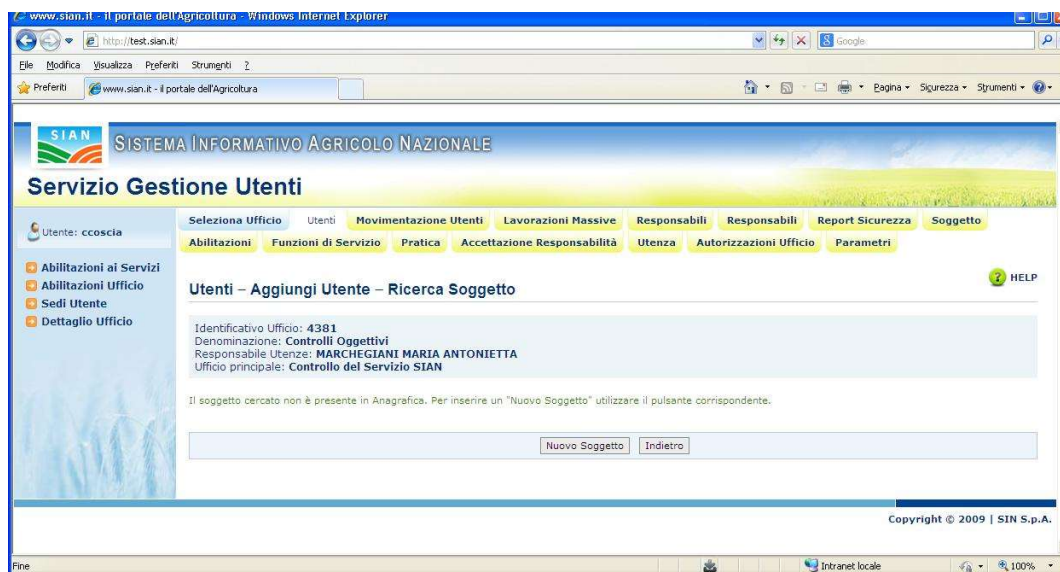 www.sian.it - il portale dell'Agricoltura - Windows Internet Explorer
http://test.sian.it/
Google
File Modifica Visualizza Preferiti Strumenti ?
Preferiti www.sian.it - il portale dell'Agricoltura Pagina Sicurezza Strumenti
SIAN
SISTEMA INFORMATIVO AGRICOLO NAZIONALE
Servizio Gestione Utenti
Utente: ccoscia
Seleziona Ufficio Utenti Movimentazione Utenti Lavorazioni Massive Responsabili Responsabili Report Sicurezza Soggetto
Abilitazioni Funzioni di Servizio Pratica Accettazione Responsabilità Utenza Autorizzazioni Ufficio Parametri
Abilitazioni ai Servizi
Abilitazioni Ufficio
Sedi Utente
Dettaglio Ufficio
? HELP
Utenti – Aggiungi Utente – Ricerca Soggetto
Identificativo Ufficio: 4381
Denominazione: Controlli Oggettivi
Responsabile Utenze: MARCHEGIANI MARIA ANTONIETTA
Ufficio principale: Controllo del Servizio SIAN
Il soggetto cercato non è presente in Anagrafica. Per inserire un "Nuovo Soggetto" utilizzare il pulsante corrispondente.
Nuovo Soggetto Indietro
Copyright © 2009 | SIN S.p.A.
Fine Intranet locale 100%